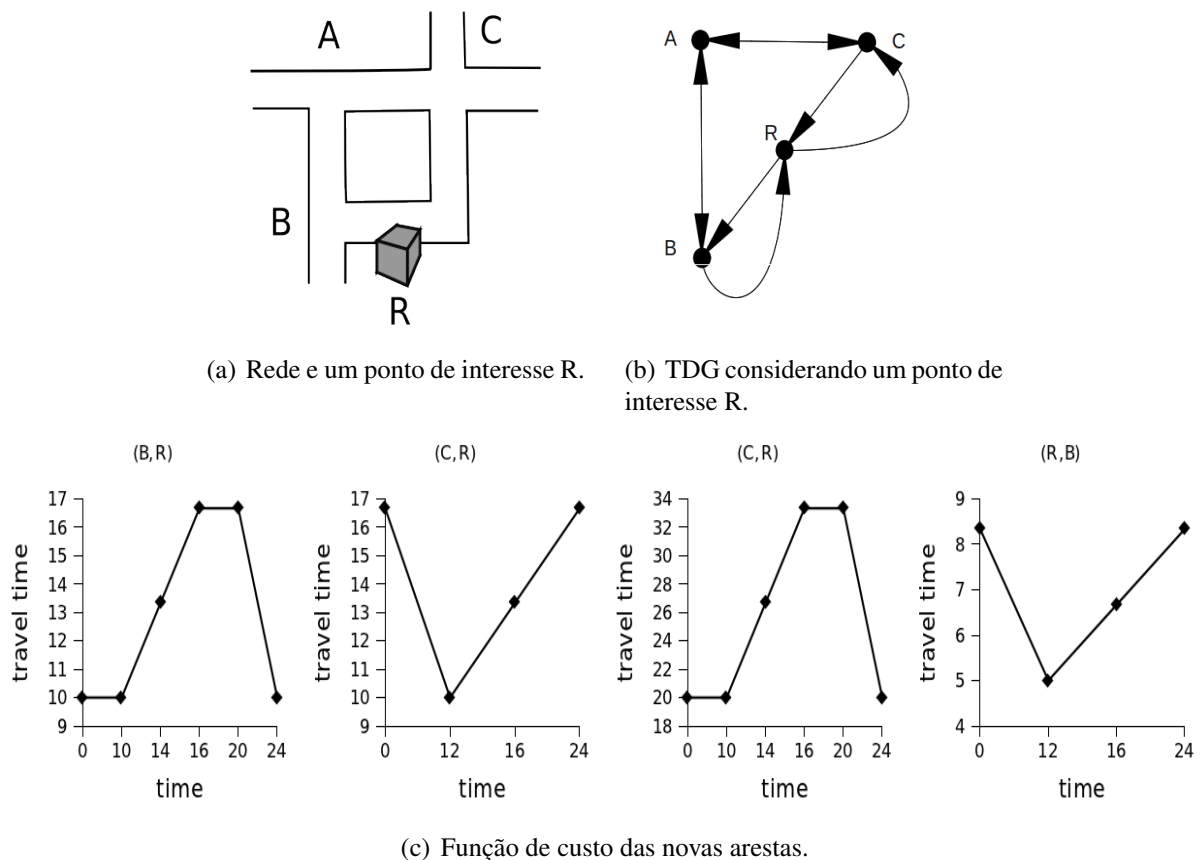 A
C
B
R
A
C
R
B
(a) Rede e um ponto de interesse R.
(b) TDG considerando um ponto de
interesse R.
(B,R)
travel time
17
16
15
14
13
12
11
10
9
0 10 14 16 20 24
time
(C,R)
travel time
17
16
15
14
13
12
11
10
9
0 12 16 24
time
(C,R)
travel time
34
32
30
28
26
24
22
20
18
0 10 14 16 20 24
time
(R,B)
travel time
9
8
7
6
5
4
0 12 16 24
time
(c) Função de custo das novas arestas.